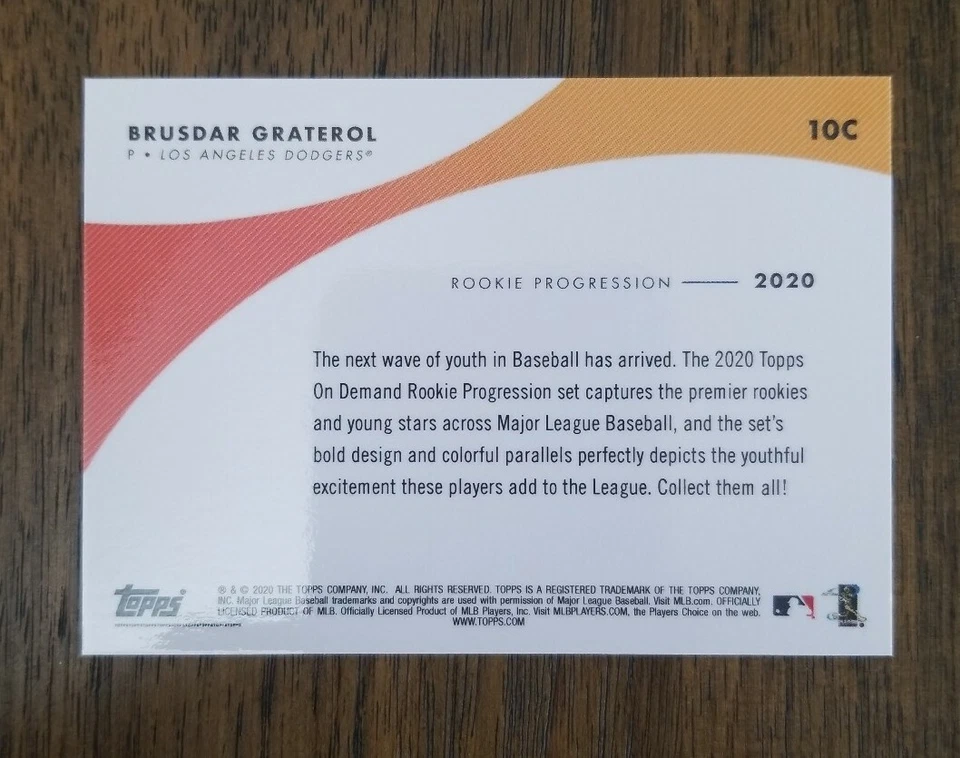 BRUSDAR GRATEROL
P • LOS ANGELES DODGERS®
10C
ROOKIE PROGRESSION —— 2020
The next wave of youth in Baseball has arrived. The 2020 Topps
On Demand Rookie Progression set captures the premier rookies
and young stars across Major League Baseball, and the set's
bold design and colorful parallels perfectly depicts the youthful
excitement these players add to the League. Collect them all!
Topps
® & © 2020 THE TOPPS COMPANY, INC. ALL RIGHTS RESERVED. TOPPS IS A REGISTERED TRADEMARK OF THE TOPPS COMPANY,
INC. Major League Baseball trademarks and copyrights are used with permission of Major League Baseball. Visit MLB.com. OFFICIALLY
LICENSED PRODUCT OF MLB. Officially Licensed Product of MLB Players, Inc. Visit MLBPLAYERS.COM, the Players Choice on the web.
WWW.TOPPS.COM